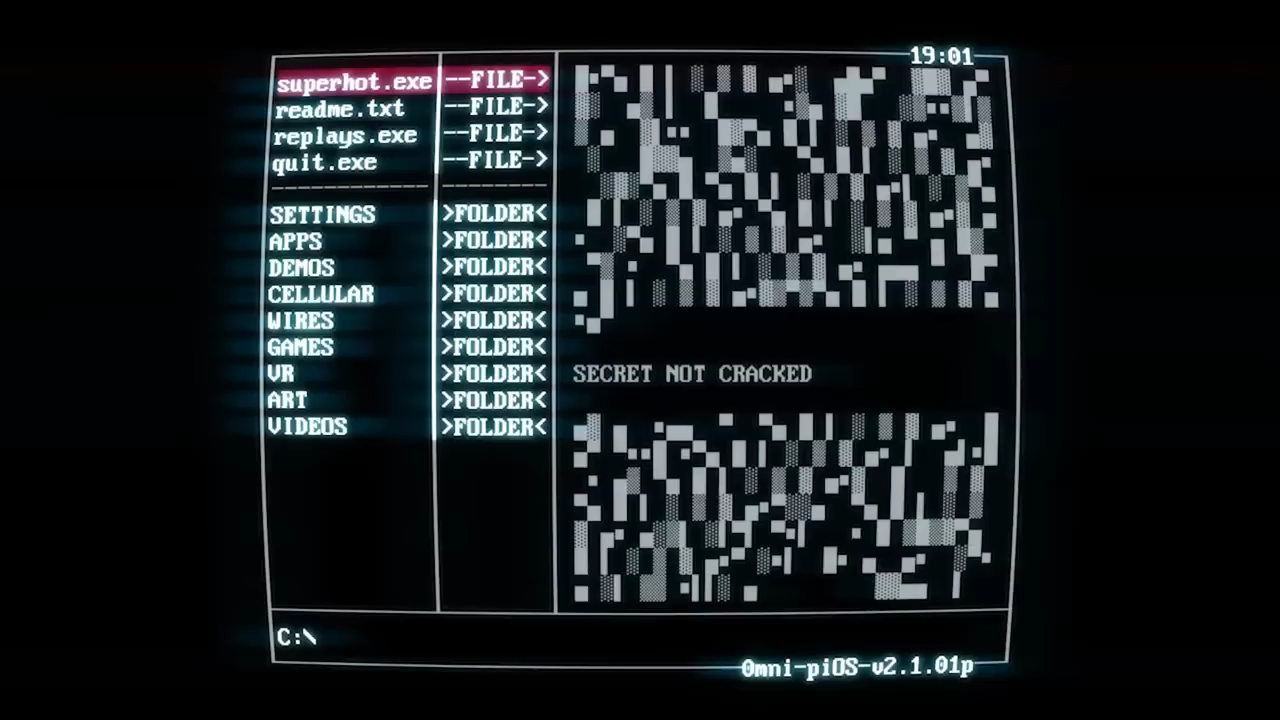 19:01
superhot.exe --FILE->
readme.txt --FILE->
replays.exe --FILE->
quit.exe --FILE->
SETTINGS >FOLDER<
APPS >FOLDER<
DEMOS >FOLDER<
CELLULAR >FOLDER<
WIRES >FOLDER<
GAMES >FOLDER<
VR >FOLDER<
ART >FOLDER<
VIDEOS >FOLDER<
SECRET NOT CRACKED
C:\
0mni-piOS-v2.1.01p